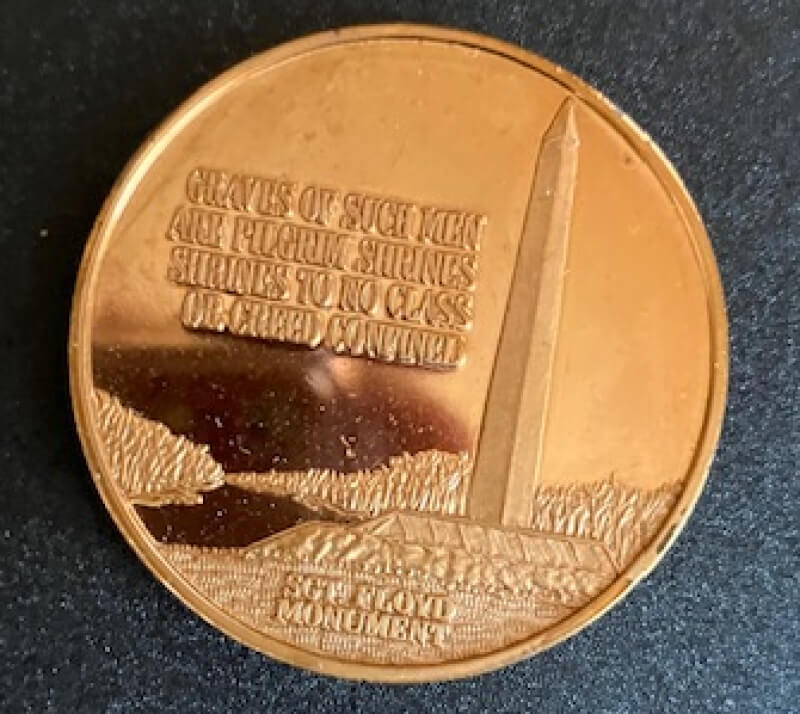 GRAVES OF SUCH MEN
ARE PILGRIM SHRINES
SHRINES TO NO CLASS
OR CREED CONFINED
SGT. FLOYD
MONUMENT